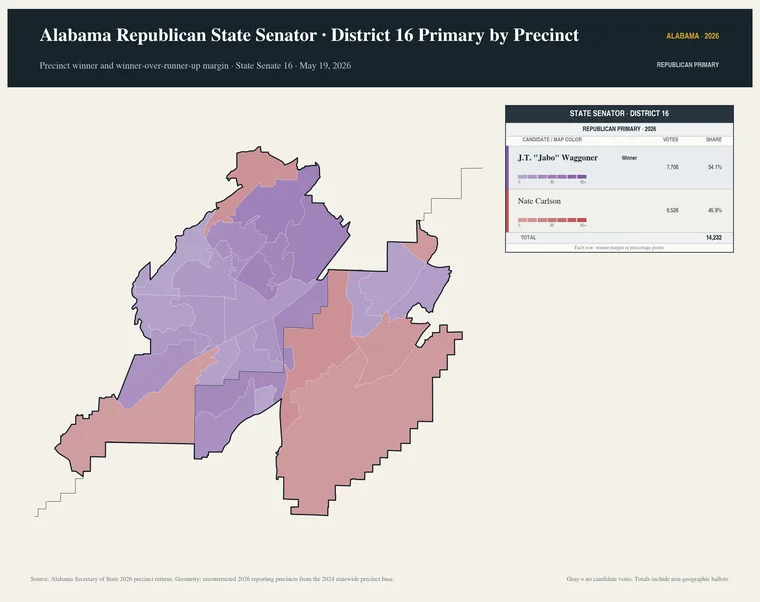 Alabama Republican State Senator · District 16 Primary by Precinct
ALABAMA · 2026
Precinct winner and winner-over-runner-up margin · State Senate 16 · May 19, 2026
REPUBLICAN PRIMARY
STATE SENATOR · DISTRICT 16
REPUBLICAN PRIMARY · 2026
CANDIDATE / MAP COLOR VOTES SHARE
J.T. "Jabo" Waggoner Winner
7,706 54.1%
Nate Carlson
6,526 45.9%
TOTAL 14,232
Each row: winner margin in percentage points
Source: Alabama Secretary of State 2026 precinct returns. Geometry: reconstructed 2026 reporting precincts from the 2024 statewide precinct base.
Gray = no candidate votes. Totals include non-geographic ballots.